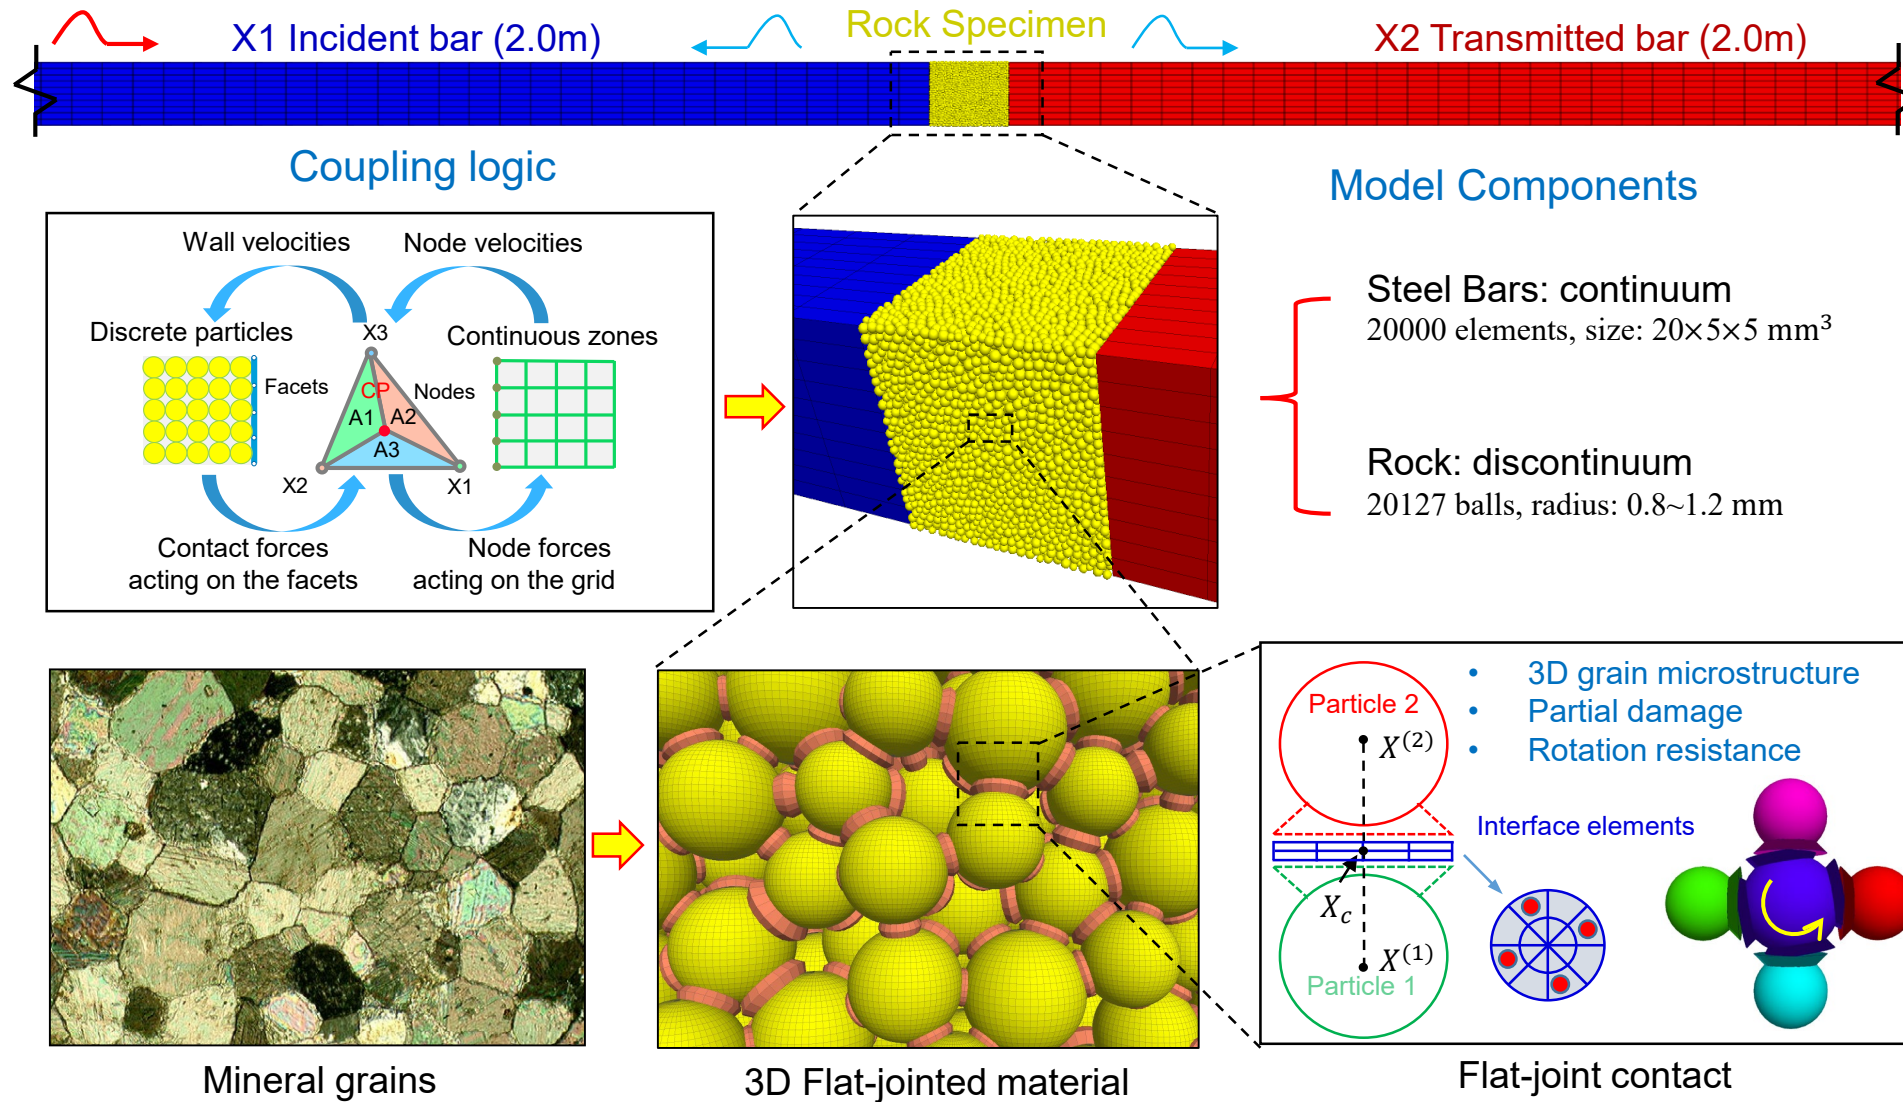 X1 Incident bar (2.0m)
Rock Specimen
X2 Transmitted bar (2.0m)
Coupling logic
Model Components
Wall velocities
Node velocities
Discrete particles
X3
Continuous zones
Facets
CP
Nodes
A1
A2
A3
X2
X1
Contact forces
acting on the facets
Node forces
acting on the grid
Steel Bars: continuum
20000 elements, size: 20×5×5 mm³
Rock: discontinuum
20127 balls, radius: 0.8~1.2 mm
Mineral grains
3D Flat-jointed material
Particle 2
X⁽²⁾
• 3D grain microstructure
• Partial damage
• Rotation resistance
Interface elements
X_c
X⁽¹⁾
Particle 1
Flat-joint contact